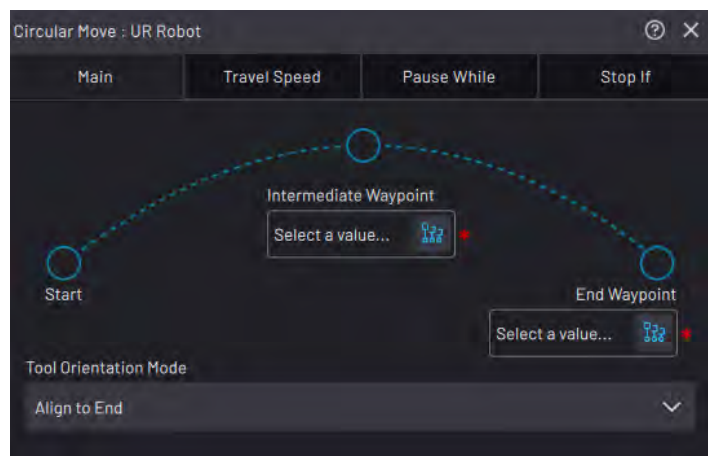 Circular Move : UR Robot
Main
Travel Speed
Pause While
Stop If
Intermediate Waypoint
Select a value...
Start
End Waypoint
Select a value...
Tool Orientation Mode
Align to End